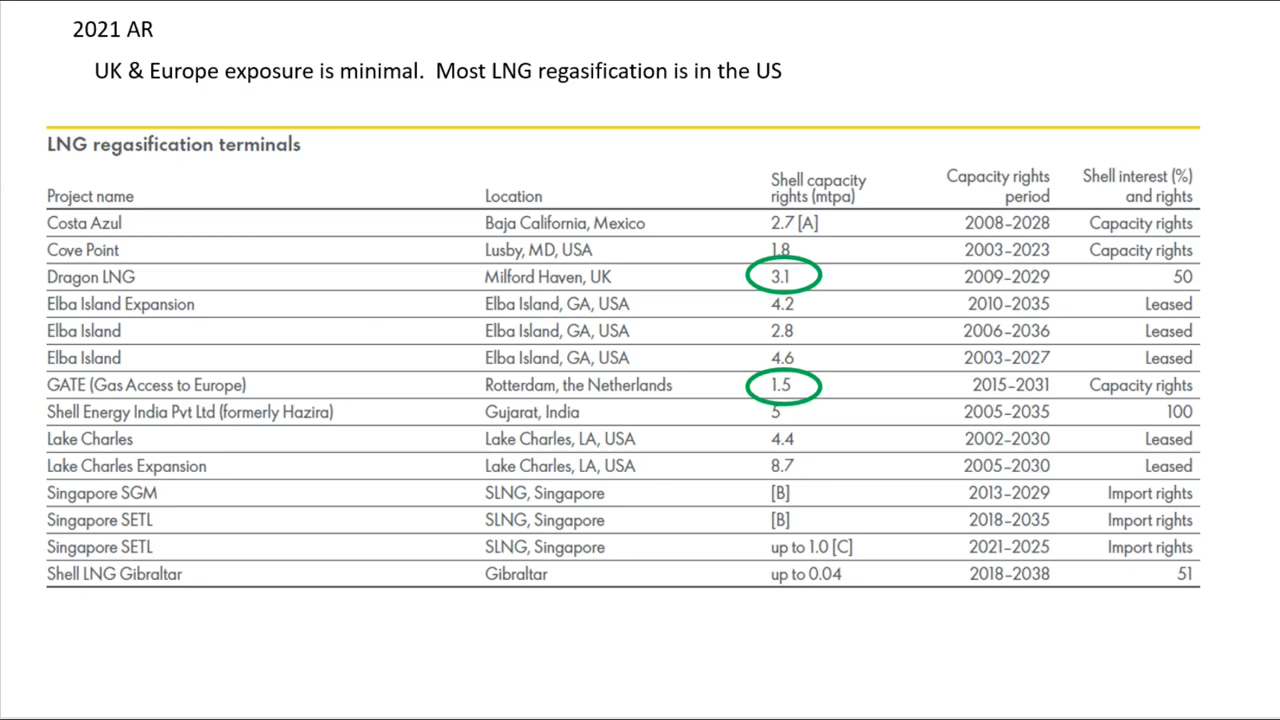 2021 AR
UK & Europe exposure is minimal. Most LNG regasification is in the US
LNG regasification terminals
Project name Location Shell capacity rights (mtpa) Capacity rights period Shell interest (%) and rights
Costa Azul Baja California, Mexico 2.7 [A] 2008–2028 Capacity rights
Cove Point Lusby, MD, USA 1.8 2003–2023 Capacity rights
Dragon LNG Milford Haven, UK 3.1 2009–2029 50
Elba Island Expansion Elba Island, GA, USA 4.2 2010–2035 Leased
Elba Island Elba Island, GA, USA 2.8 2006–2036 Leased
Elba Island Elba Island, GA, USA 4.6 2003–2027 Leased
GATE (Gas Access to Europe) Rotterdam, the Netherlands 1.5 2015–2031 Capacity rights
Shell Energy India Pvt Ltd (formerly Hazira) Gujarat, India 5 2005–2035 100
Lake Charles Lake Charles, LA, USA 4.4 2002–2030 Leased
Lake Charles Expansion Lake Charles, LA, USA 8.7 2005–2030 Leased
Singapore SGM SLNG, Singapore [B] 2013–2029 Import rights
Singapore SETL SLNG, Singapore [B] 2018–2035 Import rights
Singapore SETL SLNG, Singapore up to 1.0 [C] 2021–2025 Import rights
Shell LNG Gibraltar Gibraltar up to 0.04 2018–2038 51